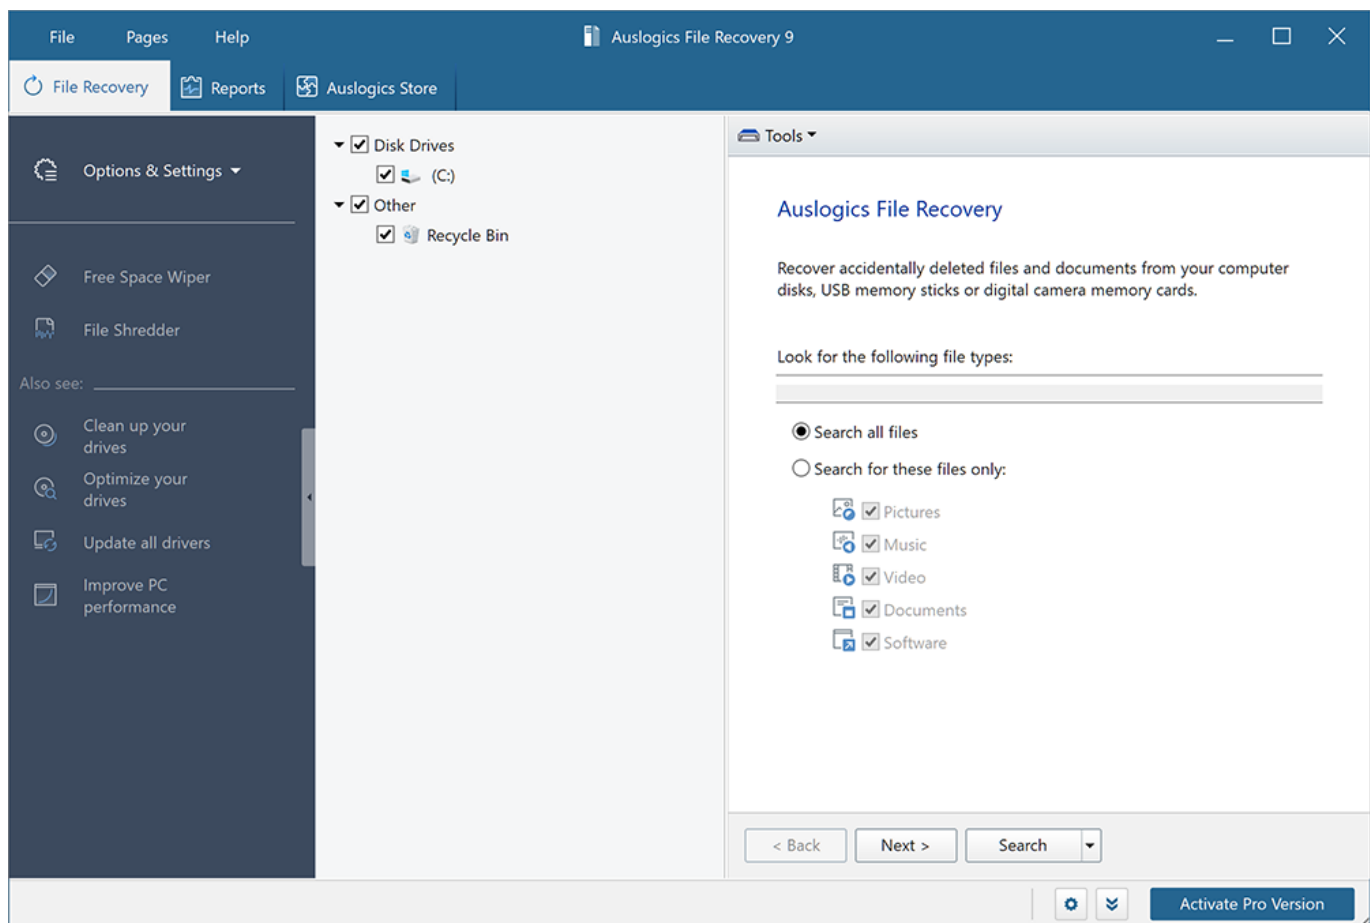 File Pages Help Auslogics File Recovery 9
File Recovery Reports Auslogics Store
Options & Settings
Free Space Wiper
File Shredder
Also see:
Clean up your
drives
Optimize your
drives
Update all drivers
Improve PC
performance
Disk Drives
(C:)
Other
Recycle Bin
Tools
Auslogics File Recovery
Recover accidentally deleted files and documents from your computer
disks, USB memory sticks or digital camera memory cards.
Look for the following file types:
Search all files
Search for these files only:
Pictures
Music
Video
Documents
Software
< Back Next > Search
Activate Pro Version